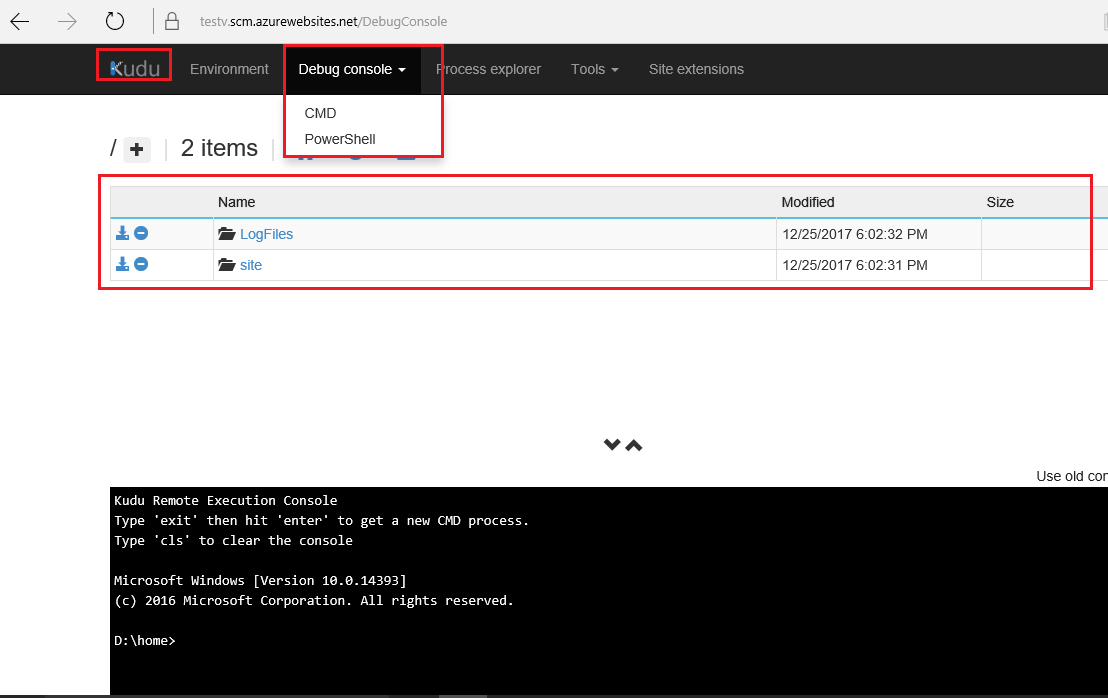 testv.scm.azurewebsites.net/DebugConsole
Kudu Environment Debug console Process explorer Tools Site extensions
CMD
PowerShell
/ 2 items
Name Modified Size
LogFiles 12/25/2017 6:02:32 PM
site 12/25/2017 6:02:31 PM
Use old con
Kudu Remote Execution Console
Type 'exit' then hit 'enter' to get a new CMD process.
Type 'cls' to clear the console
Microsoft Windows [Version 10.0.14393]
(c) 2016 Microsoft Corporation. All rights reserved.
D:\home>